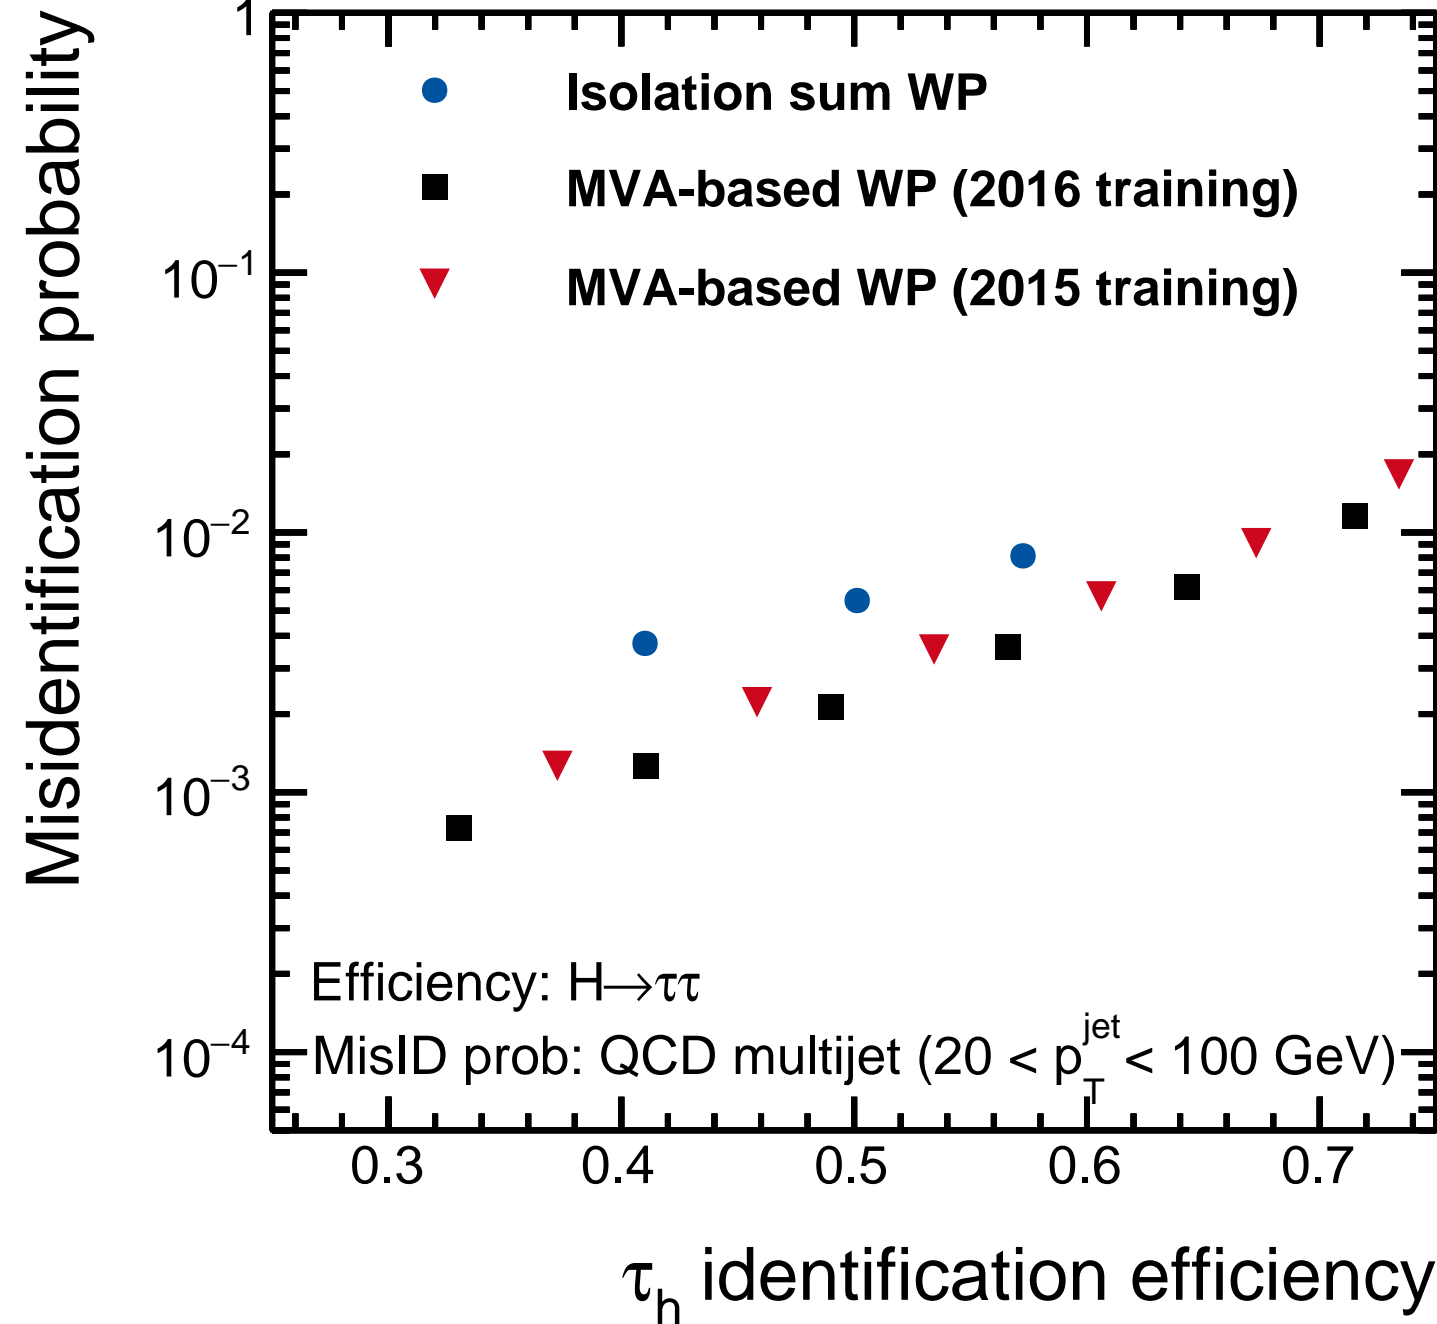 Misidentification probability
1
10⁻¹
10⁻²
10⁻³
10⁻⁴
Isolation sum WP
MVA-based WP (2016 training)
MVA-based WP (2015 training)
Efficiency: H→ττ
MisID prob: QCD multijet (20 < p_T^jet < 100 GeV)
0.3 0.4 0.5 0.6 0.7
τ_h identification efficiency